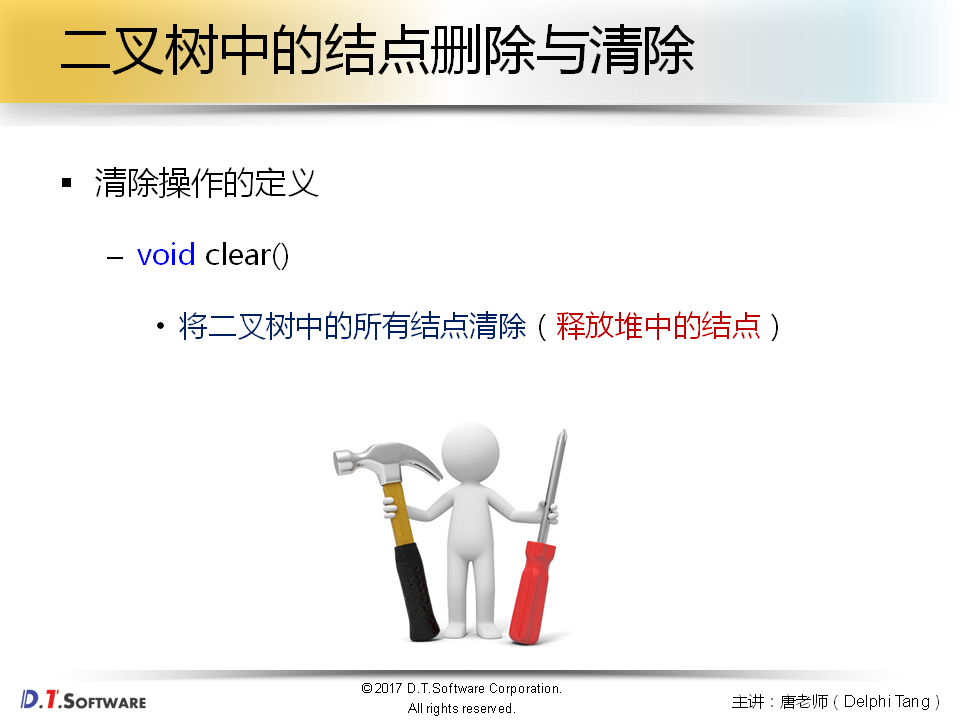 二叉树中的结点删除与清除
▪ 清除操作的定义
– void clear()
• 将二叉树中的所有结点清除（释放堆中的结点）
D.T.SOFTWARE
©2017 D.T.Software Corporation.
All rights reserved.
主讲：唐老师（Delphi Tang）